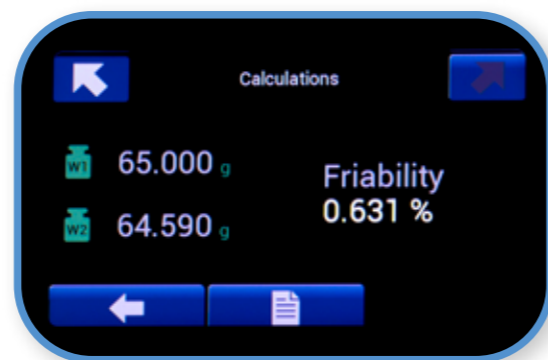 Calculations
W1 65.000 g
W2 64.590 g
Friability
0.631 %